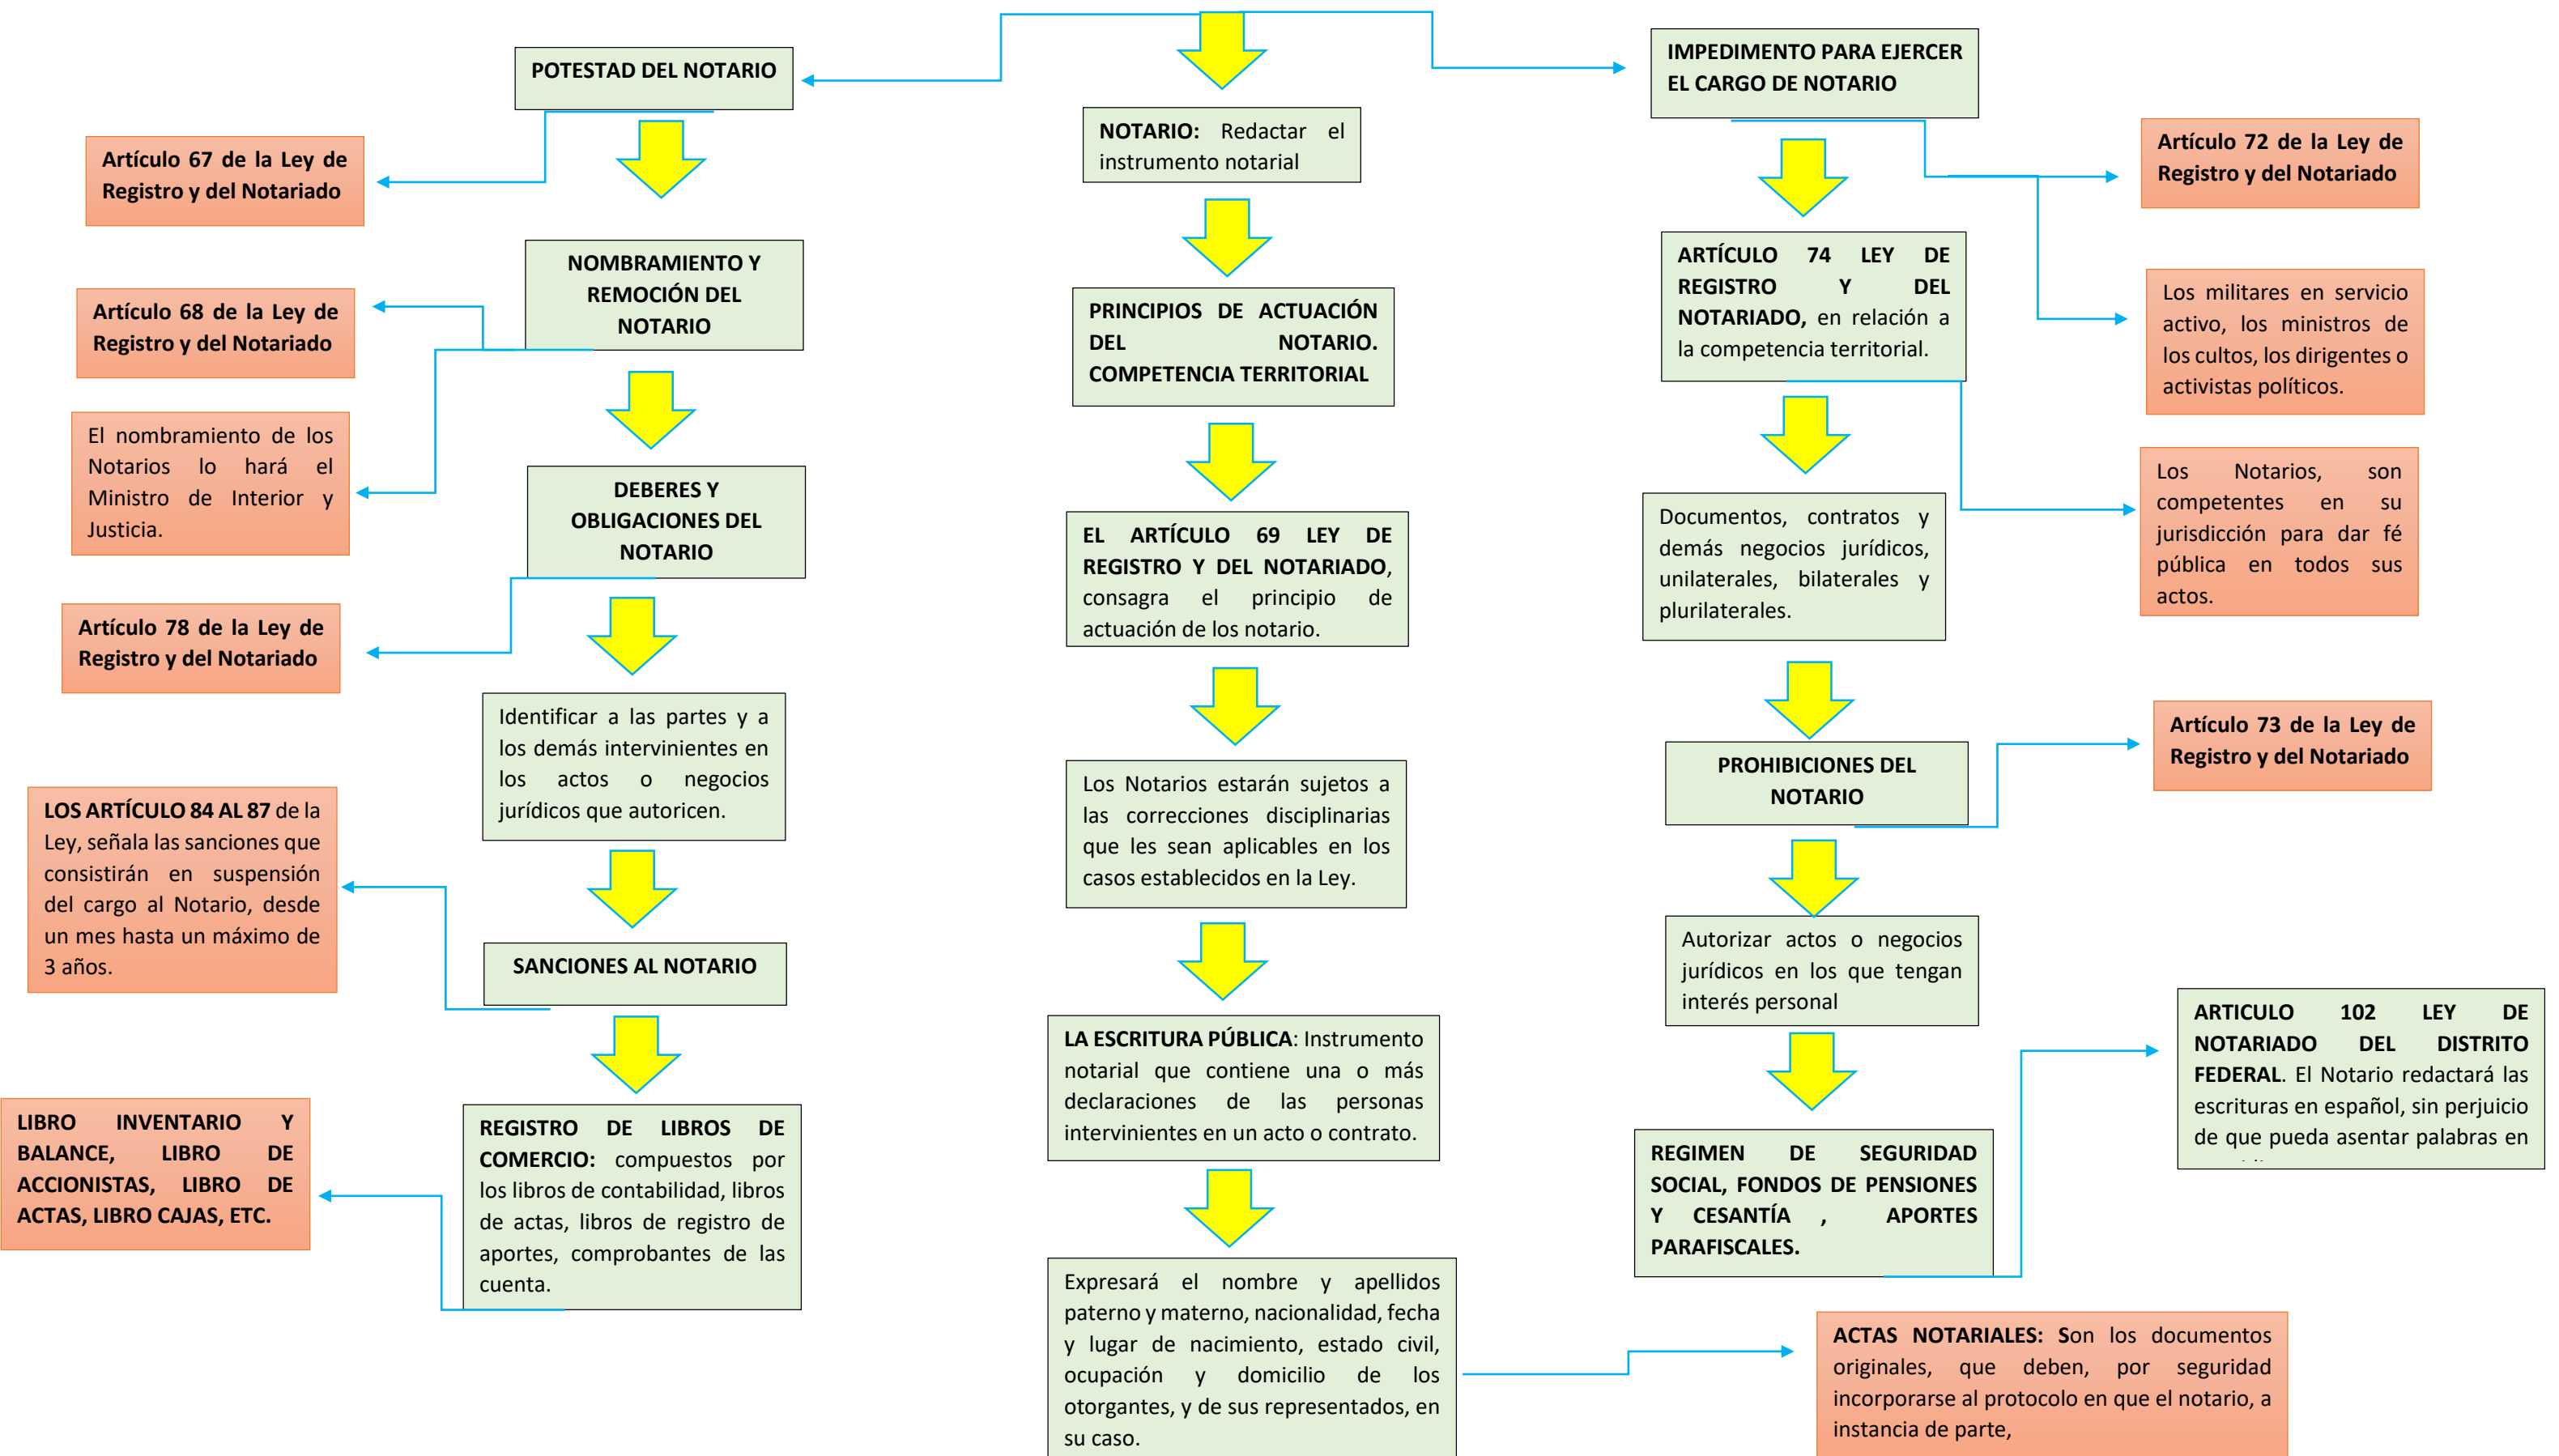 POTESTAD DEL NOTARIO
Artículo 67 de la Ley de
Registro y del Notariado
NOMBRAMIENTO Y
REMOCIÓN DEL
NOTARIO
Artículo 68 de la Ley de
Registro y del Notariado
El nombramiento de los
Notarios lo hará el
Ministro de Interior y
Justicia.
DEBERES Y
OBLIGACIONES DEL
NOTARIO
Artículo 78 de la Ley de
Registro y del Notariado
Identificar a las partes y a
los demás intervinientes en
los actos o negocios
jurídicos que autoricen.
LOS ARTÍCULO 84 AL 87 de la
Ley, señala las sanciones que
consistirán en suspensión
del cargo al Notario, desde
un mes hasta un máximo de
3 años.
SANCIONES AL NOTARIO
LIBRO INVENTARIO Y
BALANCE, LIBRO DE
ACCIONISTAS, LIBRO DE
ACTAS, LIBRO CAJAS, ETC.
REGISTRO DE LIBROS DE
COMERCIO: compuestos por
los libros de contabilidad, libros
de actas, libros de registro de
aportes, comprobantes de las
cuenta.
NOTARIO: Redactar el
instrumento notarial
PRINCIPIOS DE ACTUACIÓN
DEL NOTARIO.
COMPETENCIA TERRITORIAL
EL ARTÍCULO 69 LEY DE
REGISTRO Y DEL NOTARIADO,
consagra el principio de
actuación de los notario.
Los Notarios estarán sujetos a
las correcciones disciplinarias
que les sean aplicables en los
casos establecidos en la Ley.
LA ESCRITURA PÚBLICA: Instrumento
notarial que contiene una o más
declaraciones de las personas
intervinientes en un acto o contrato.
Expresará el nombre y apellidos
paterno y materno, nacionalidad, fecha
y lugar de nacimiento, estado civil,
ocupación y domicilio de los
otorgantes, y de sus representados, en
su caso.
IMPEDIMENTO PARA EJERCER
EL CARGO DE NOTARIO
Artículo 72 de la Ley de
Registro y del Notariado
ARTÍCULO 74 LEY DE
REGISTRO Y DEL
NOTARIADO, en relación a
la competencia territorial.
Los militares en servicio
activo, los ministros de
los cultos, los dirigentes o
activistas políticos.
Documentos, contratos y
demás negocios jurídicos,
unilaterales, bilaterales y
plurilaterales.
Los Notarios, son
competentes en su
jurisdicción para dar fé
pública en todos sus
actos.
PROHIBICIONES DEL
NOTARIO
Artículo 73 de la Ley de
Registro y del Notariado
Autorizar actos o negocios
jurídicos en los que tengan
interés personal
REGIMEN DE SEGURIDAD
SOCIAL, FONDOS DE PENSIONES
Y CESANTÍA , APORTES
PARAFISCALES.
ARTICULO 102 LEY DE
NOTARIADO DEL DISTRITO
FEDERAL. El Notario redactará las
escrituras en español, sin perjuicio
de que pueda asentar palabras en
ACTAS NOTARIALES: Son los documentos
originales, que deben, por seguridad
incorporarse al protocolo en que el notario, a
instancia de parte,